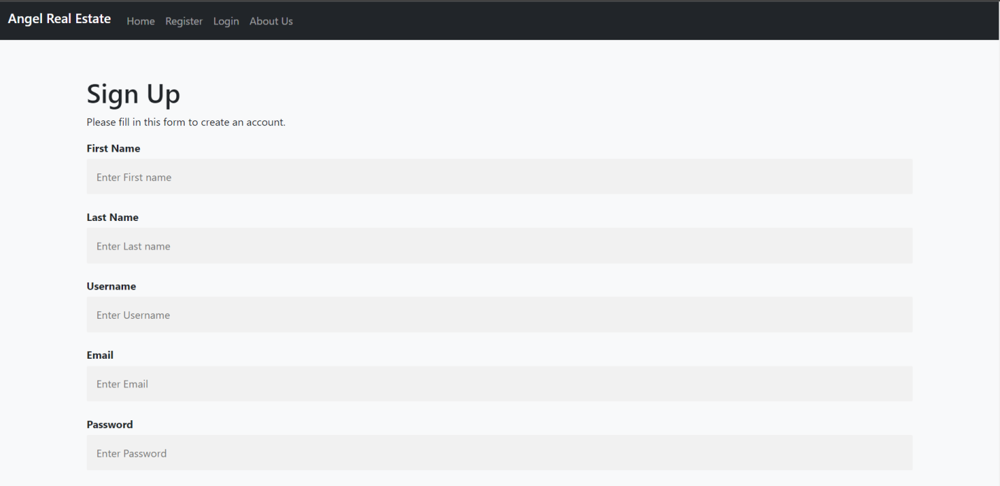 Angel Real Estate Home Register Login About Us
Sign Up
Please fill in this form to create an account.
First Name
Enter First name
Last Name
Enter Last name
Username
Enter Username
Email
Enter Email
Password
Enter Password